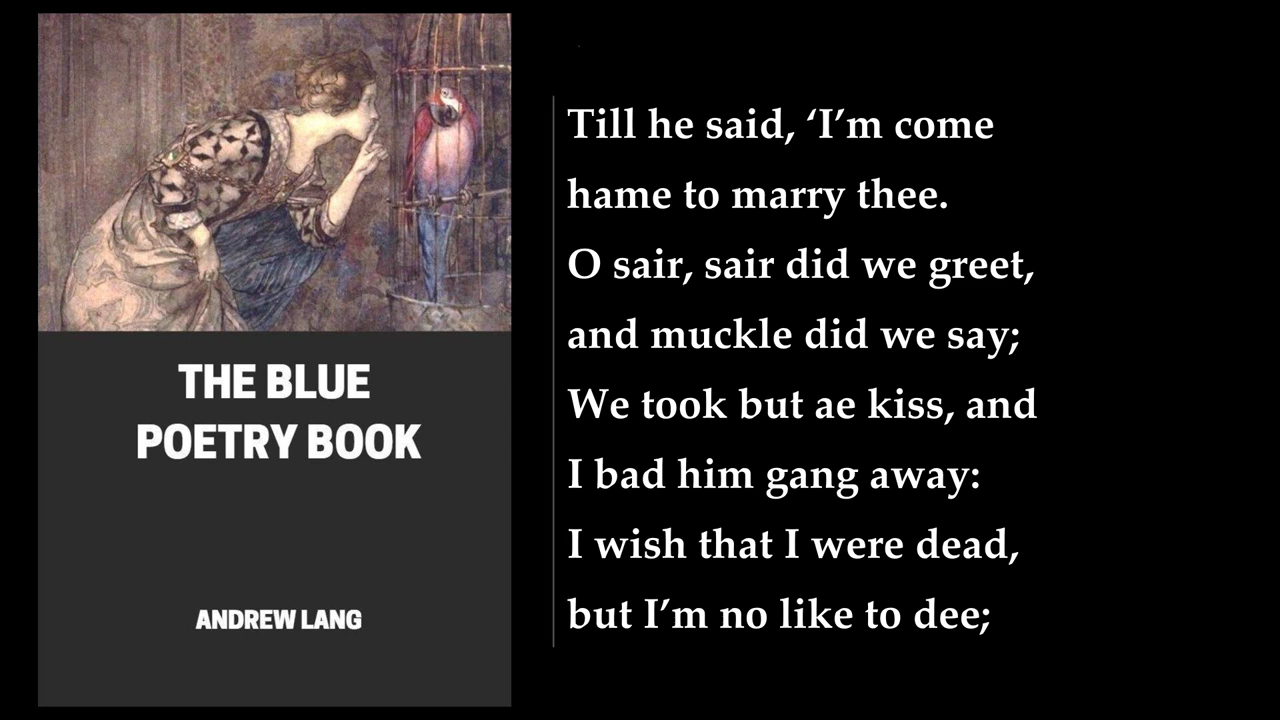 THE BLUE
POETRY BOOK
ANDREW LANG
Till he said, ‘I’m come
hame to marry thee.
O sair, sair did we greet,
and muckle did we say;
We took but ae kiss, and
I bad him gang away:
I wish that I were dead,
but I’m no like to dee;